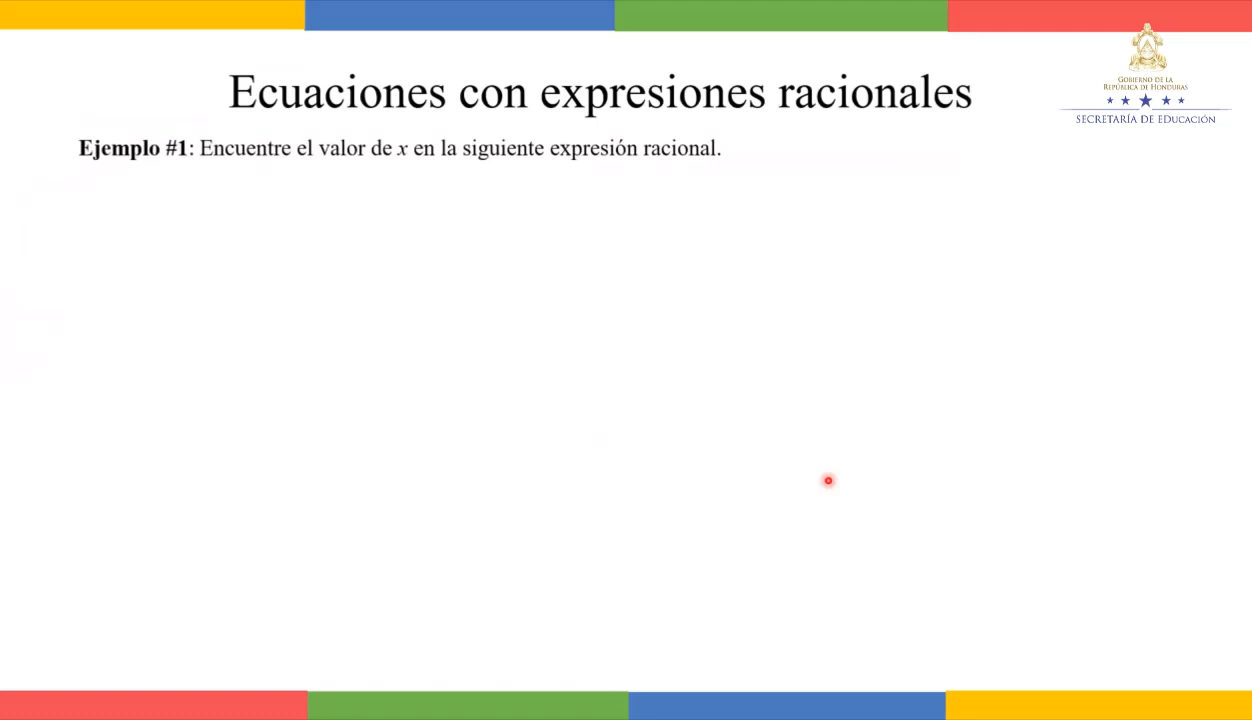 Ecuaciones con expresiones racionales
GOBIERNO DE LA
REPÚBLICA DE HONDURAS
SECRETARÍA DE EDUCACIÓN
Ejemplo #1: Encuentre el valor de x en la siguiente expresión racional.